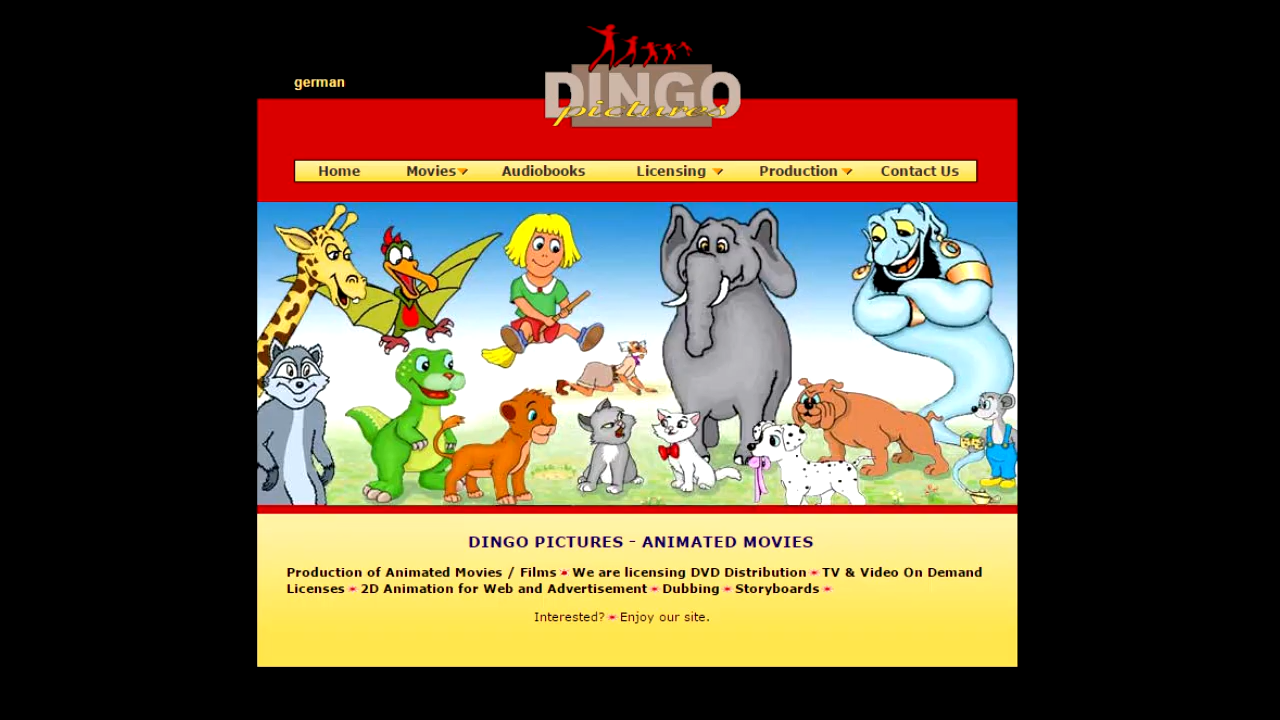 german
DINGO
pictures
Home Movies Audiobooks Licensing Production Contact Us
DINGO PICTURES - ANIMATED MOVIES
Production of Animated Movies / Films We are licensing DVD Distribution TV & Video On Demand
Licenses 2D Animation for Web and Advertisement Dubbing Storyboards
Interested? Enjoy our site.